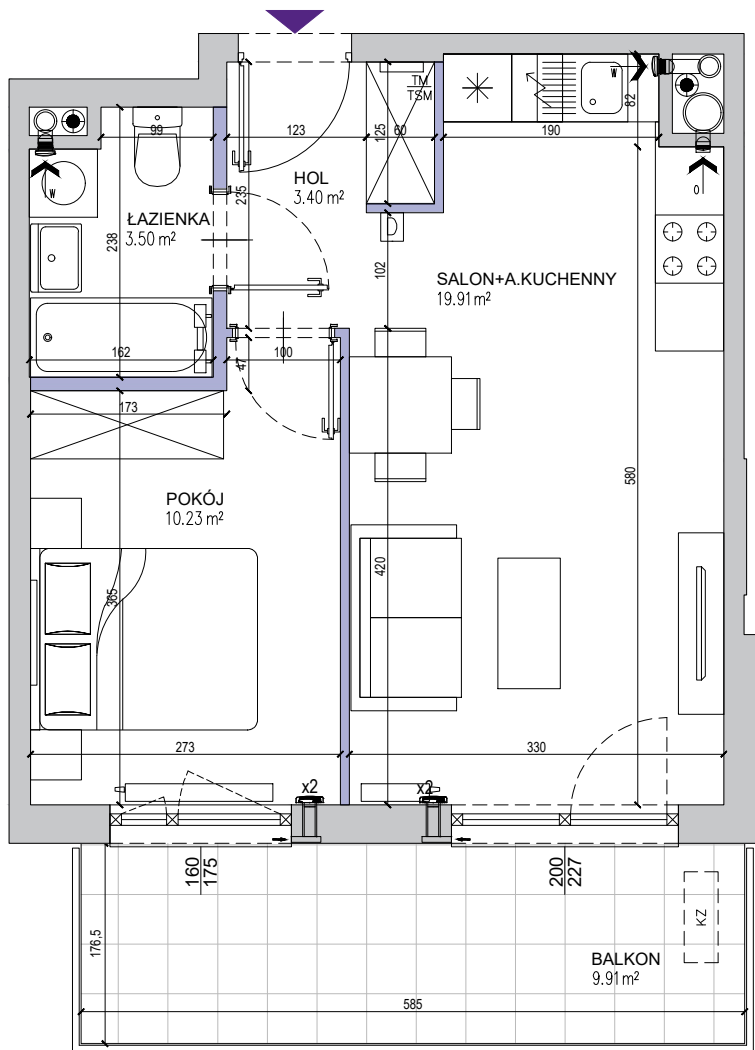 TM
TSM
W
82
99
123
125
60
190
HOL
3.40 m²
235
W
ŁAZIENKA
3.50 m²
238
0
102
SALON+A.KUCHENNY
19.91 m²
162
47
100
173
580
POKÓJ
10.23 m²
420
365
273
330
x2
x2
160
175
200
227
KZ
176,5
BALKON
9.91 m²
585